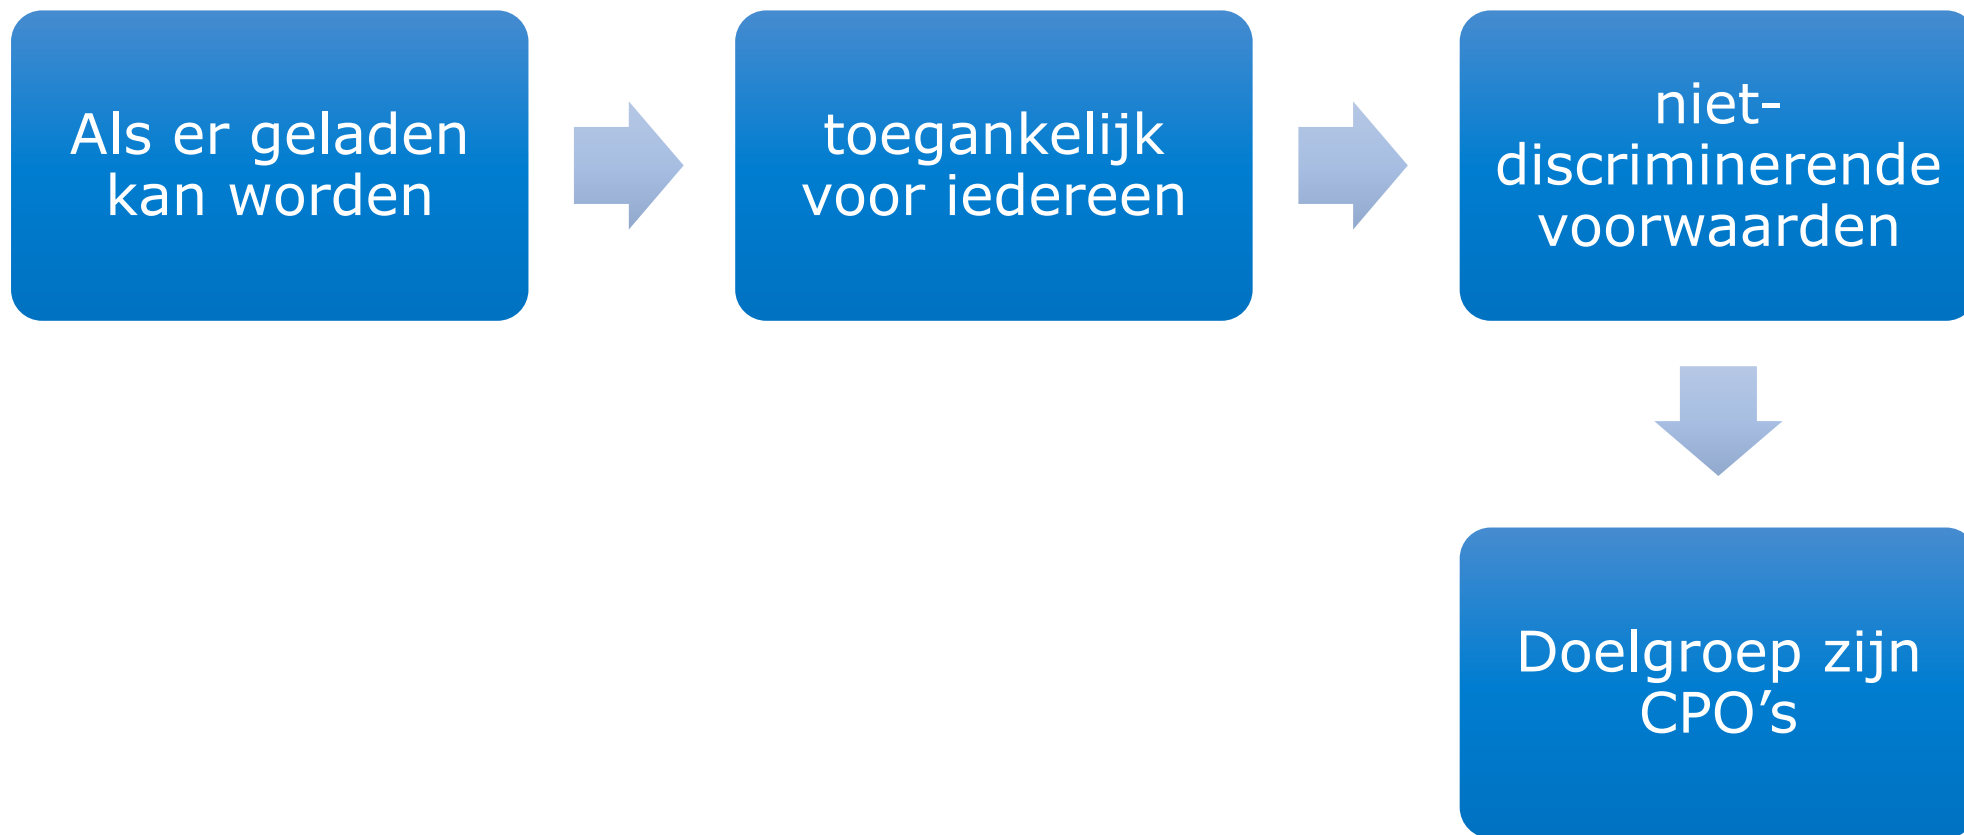 Als er geladen
kan worden
toegankelijk
voor iedereen
niet-
discriminerende
voorwaarden
Doelgroep zijn
CPO’s